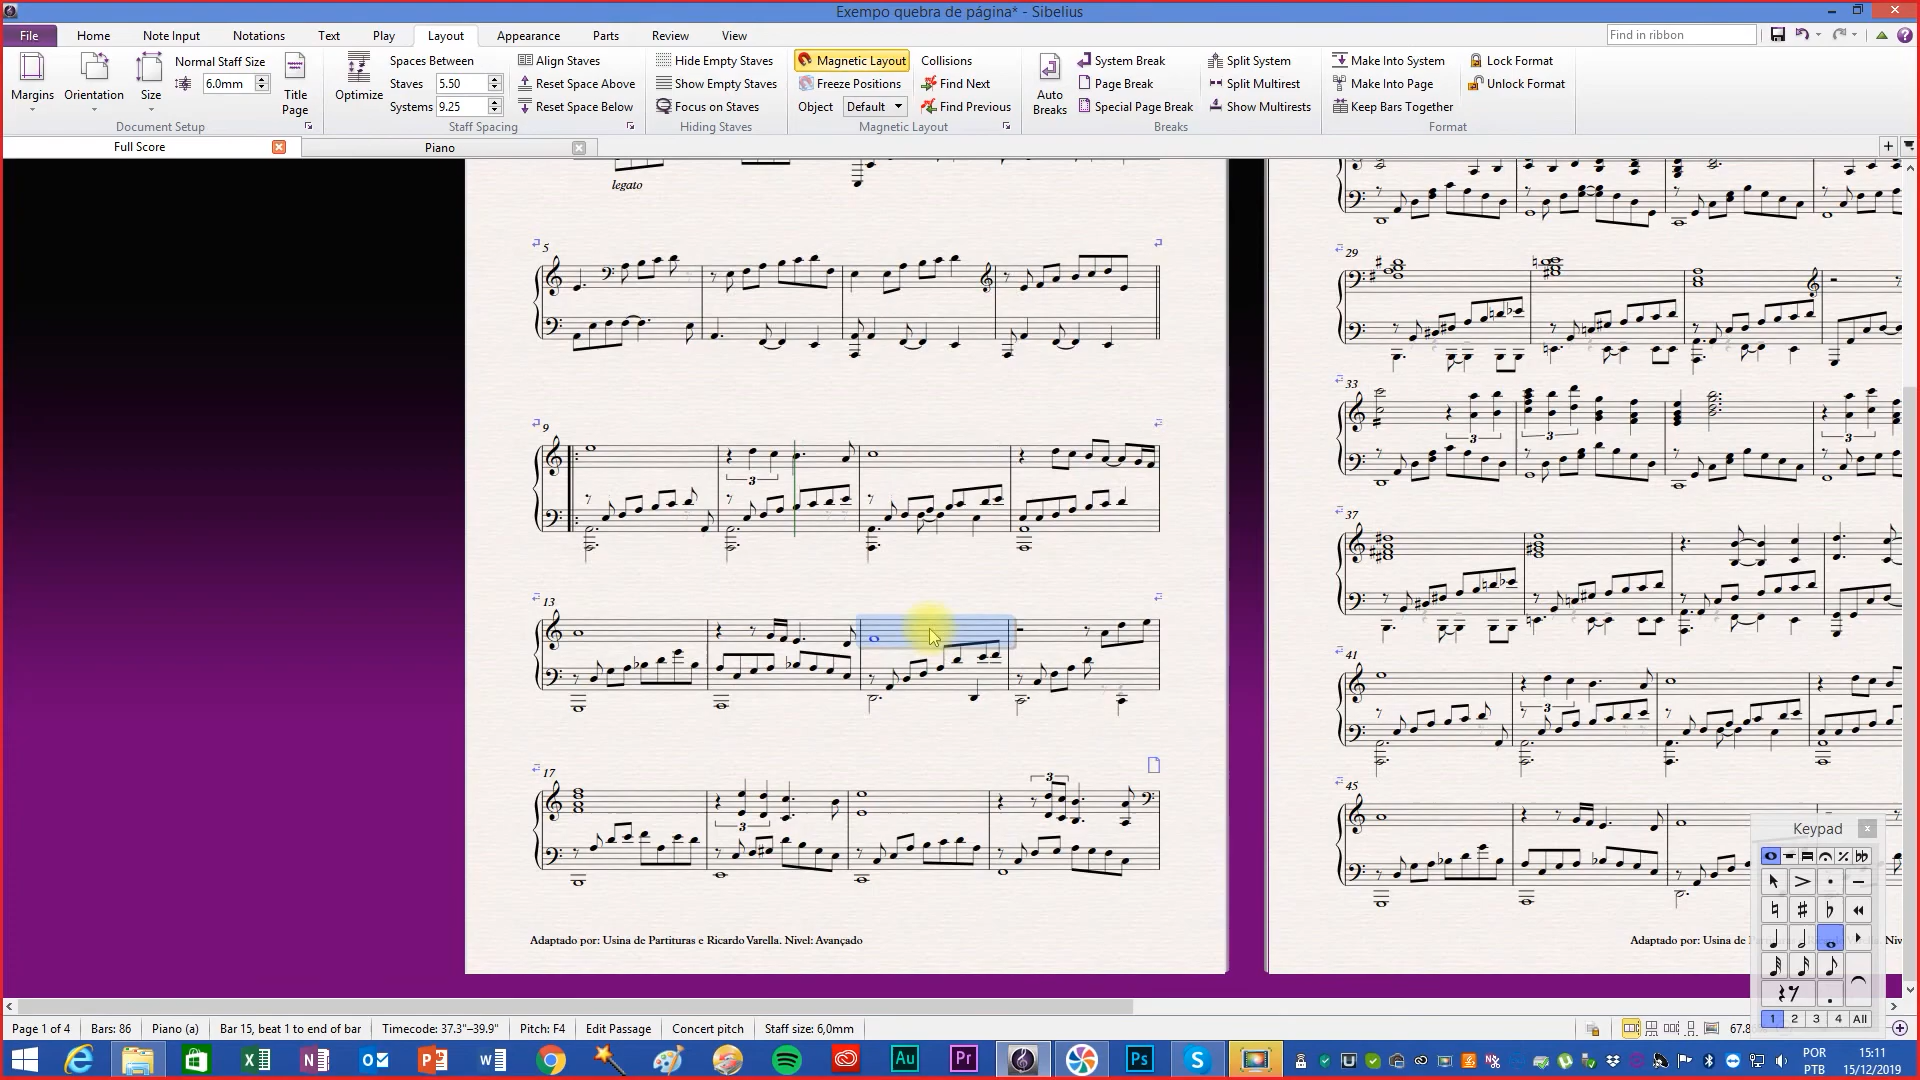 Exempo quebra de página* - Sibelius
File Home Note Input Notations Text Play Layout Appearance Parts Review View Find in ribbon
Margins Orientation Size Normal Staff Size 6.0mm Title Page Document Setup
Optimize Spaces Between Staves 5.50 Systems 9.25 Align Staves Reset Space Above Reset Space Below Staff Spacing
Hide Empty Staves Show Empty Staves Focus on Staves Hiding Staves
Magnetic Layout Freeze Positions Object Default Collisions Find Next Find Previous Magnetic Layout
Auto Breaks System Break Page Break Special Page Break Split System Split Multirest Show Multirests Breaks
Make Into System Make Into Page Keep Bars Together Lock Format Unlock Format Format
Full Score Piano
legato
5
9
3
13
17
3
3
Adaptado por: Usina de Partituras e Ricardo Varella. Nivel: Avançado
29
33
3 3 3
37
41
3
45
Adaptado por: Usina de
Keypad
1 2 3 4 All
Page 1 of 4 Bars: 86 Piano (a) Bar 15, beat 1 to end of bar Timecode: 37.3"–39.9" Pitch: F4 Edit Passage Concert pitch Staff size: 6,0mm
POR 15:11
PTB 15/12/2019